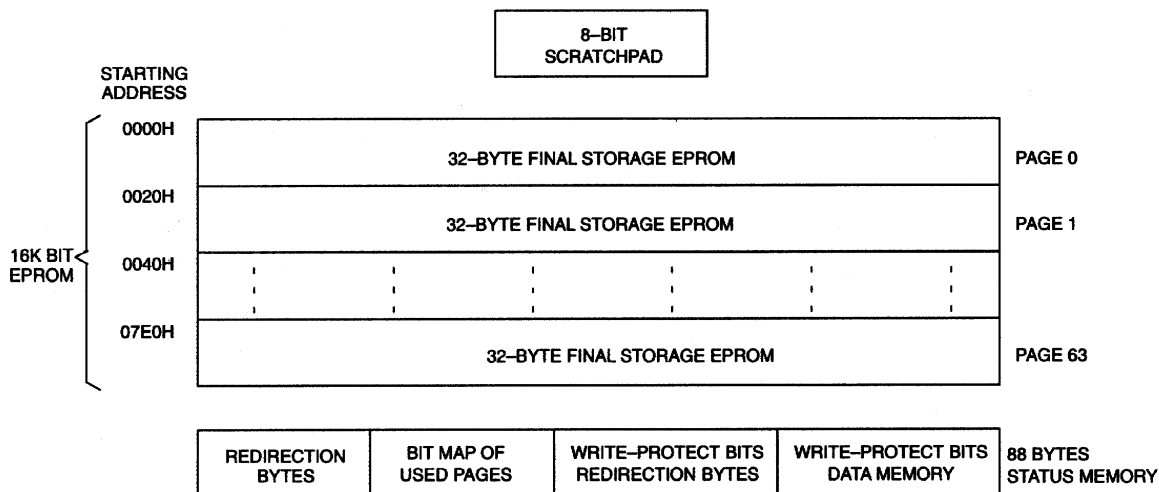 8–BIT
SCRATCHPAD
STARTING
ADDRESS
0000H
32–BYTE FINAL STORAGE EPROM
PAGE 0
0020H
32–BYTE FINAL STORAGE EPROM
PAGE 1
16K BIT
EPROM
0040H
07E0H
32–BYTE FINAL STORAGE EPROM
PAGE 63
REDIRECTION
BYTES
BIT MAP OF
USED PAGES
WRITE–PROTECT BITS
REDIRECTION BYTES
WRITE–PROTECT BITS
DATA MEMORY
88 BYTES
STATUS MEMORY